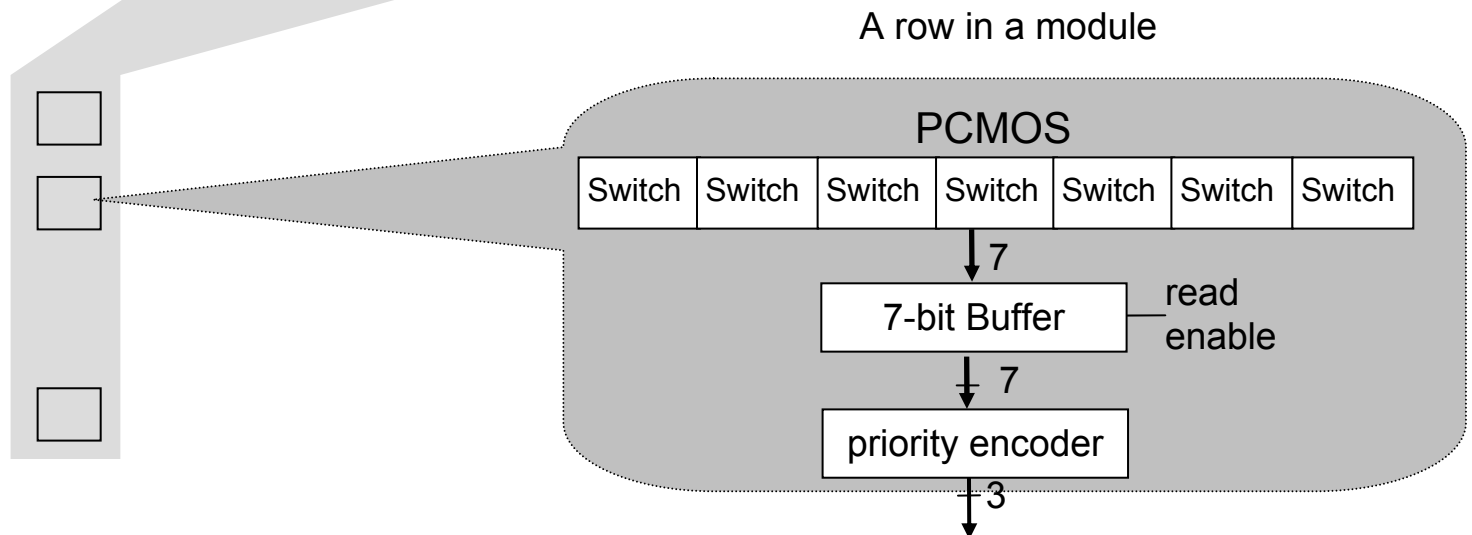 A row in a module
PCMOS
Switch Switch Switch Switch Switch Switch Switch
7
7-bit Buffer
read
enable
7
priority encoder
3